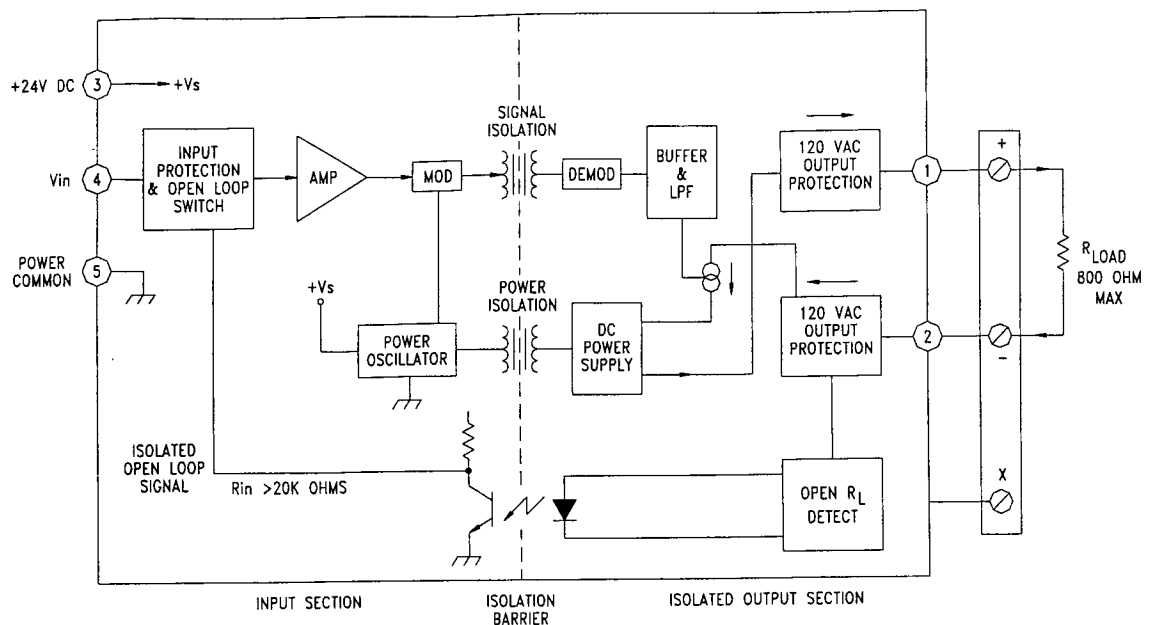 +24V DC
3
+Vs
Vin
4
INPUT
PROTECTION
& OPEN LOOP
SWITCH
AMP
MOD
SIGNAL
ISOLATION
DEMOD
BUFFER
&
LPF
120 VAC
OUTPUT
PROTECTION
1
+
R LOAD
800 OHM
MAX
POWER
COMMON
5
+Vs
POWER
OSCILLATOR
POWER
ISOLATION
DC
POWER
SUPPLY
120 VAC
OUTPUT
PROTECTION
2
–
ISOLATED
OPEN LOOP
SIGNAL
Rin >20K OHMS
OPEN RL
DETECT
X
INPUT SECTION
ISOLATION
BARRIER
ISOLATED OUTPUT SECTION